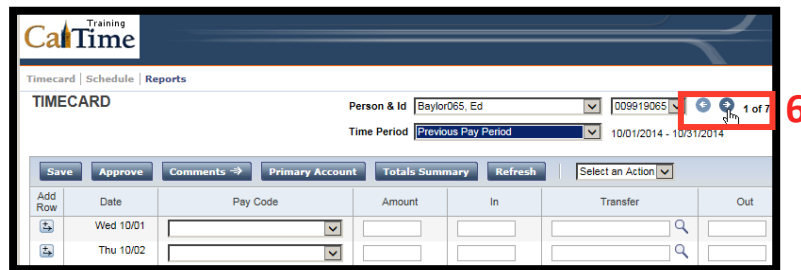 Training
CalTime
Timecard | Schedule | Reports
TIMECARD
Person & Id Baylor065, Ed 009919065 1 of 7 6
Time Period Previous Pay Period 10/01/2014 - 10/31/2014
Save Approve Comments Primary Account Totals Summary Refresh Select an Action
Add Row Date Pay Code Amount In Transfer Out
Wed 10/01
Thu 10/02